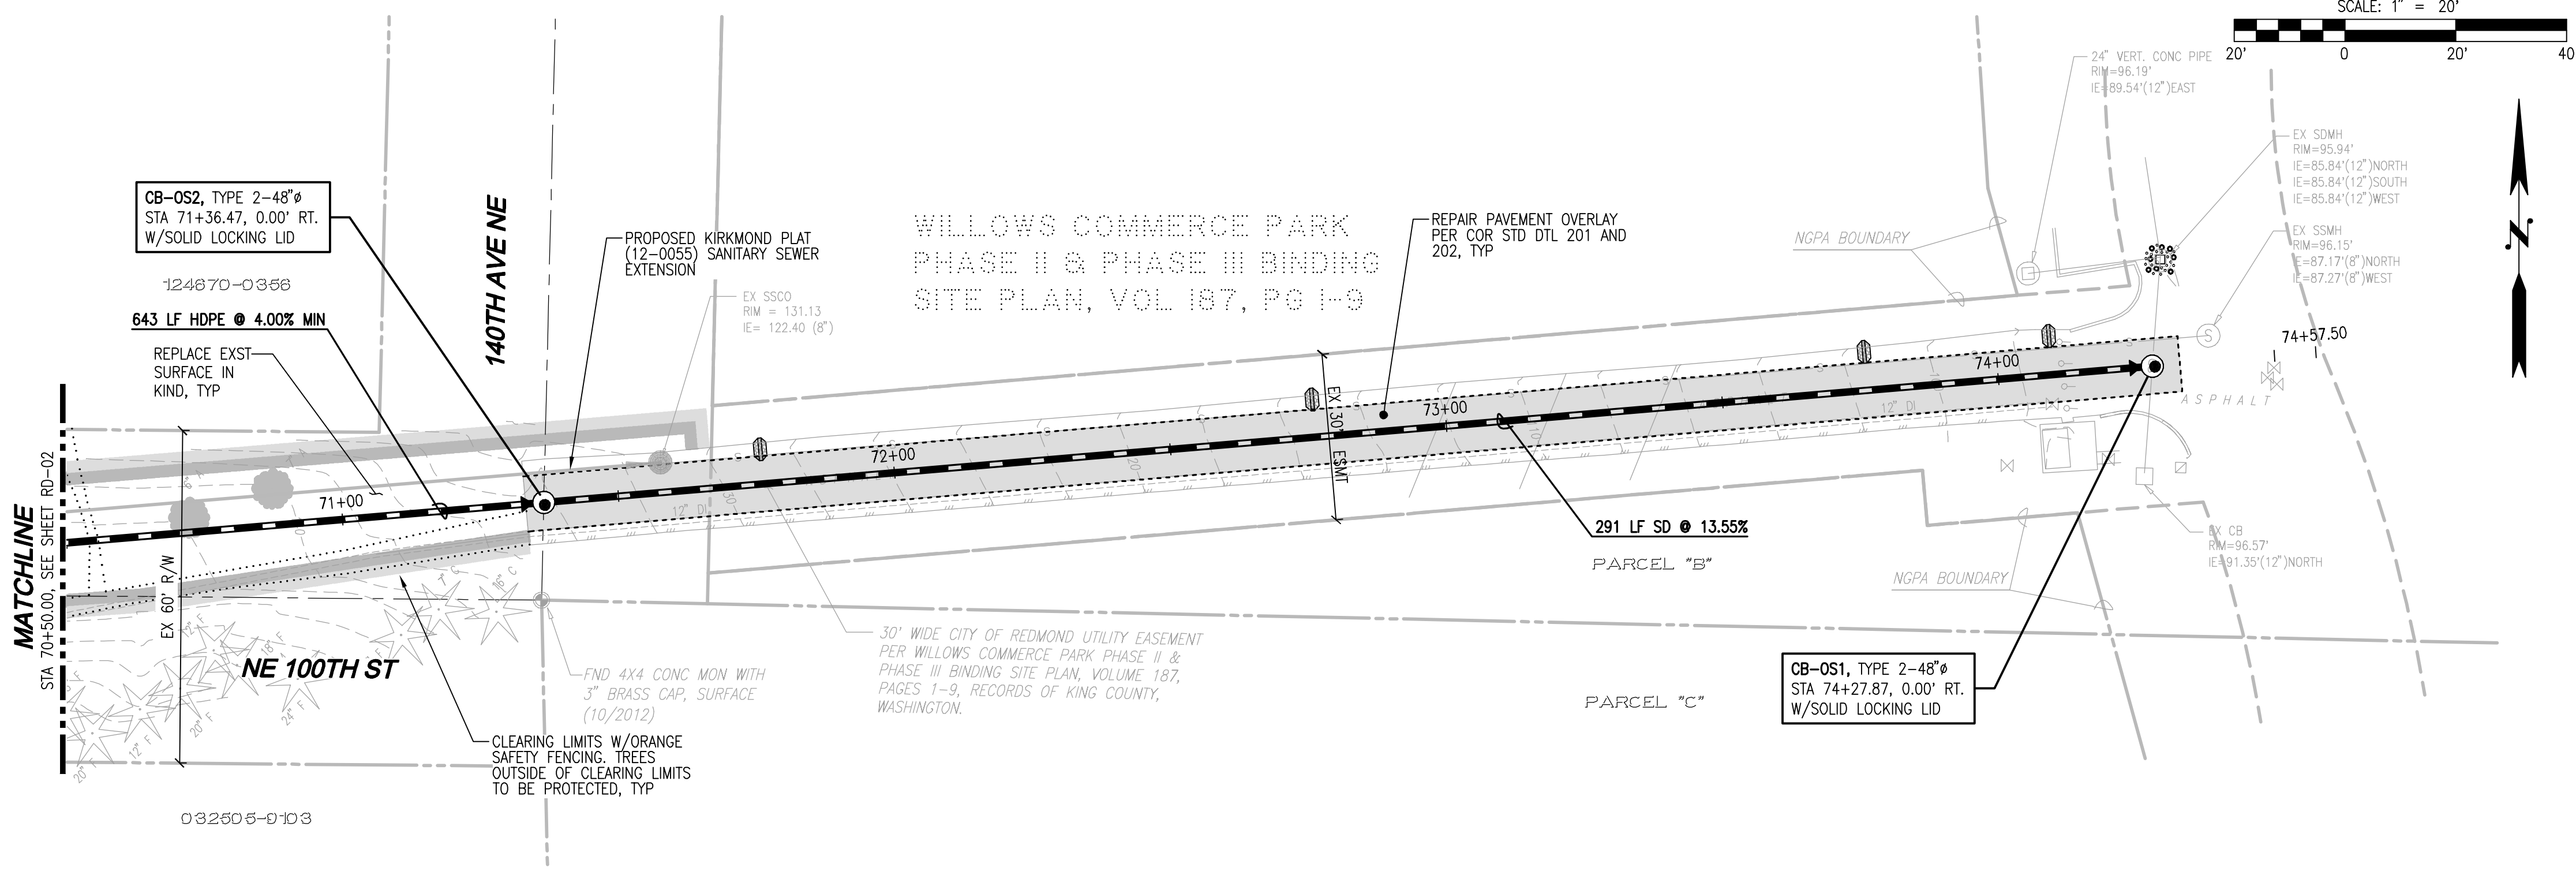 SCALE: 1" = 20'
20' 0 20' 40
24" VERT. CONC PIPE
RIM=96.19'
IE=89.54'(12")EAST
EX SDMH
RIM=95.94'
IE=85.84'(12")NORTH
IE=85.84'(12")SOUTH
IE=85.84'(12")WEST
EX SSMH
RIM=96.15'
IE=87.17'(8")NORTH
IE=87.27'(8")WEST
N
CB-OS2, TYPE 2-48"ø
STA 71+36.47, 0.00' RT.
W/SOLID LOCKING LID
124670-0356
643 LF HDPE @ 4.00% MIN
REPLACE EXST
SURFACE IN
KIND, TYP
140TH AVE NE
PROPOSED KIRKMOND PLAT
(12-0055) SANITARY SEWER
EXTENSION
EX SSCO
RIM = 131.13
IE= 122.40 (8")
WILLOWS COMMERCE PARK
PHASE II & PHASE III BINDING
SITE PLAN, VOL 187, PG 1-9
REPAIR PAVEMENT OVERLAY
PER COR STD DTL 201 AND
202, TYP
NGPA BOUNDARY
74+57.50
S
ASPHALT
71+00
72+00
73+00
74+00
12" DI
12" DI
EX 30' ESMT
MATCHLINE
STA 70+50.00, SEE SHEET RD-02
EX 60' R/W
291 LF SD @ 13.55%
PARCEL "B"
EX CB
RIM=96.57'
IE=91.35'(12")NORTH
NGPA BOUNDARY
NE 100TH ST
16" C
12" F
18" F
20" F
24" F
12" F
20" F
FND 4X4 CONC MON WITH
3" BRASS CAP, SURFACE
(10/2012)
30' WIDE CITY OF REDMOND UTILITY EASEMENT
PER WILLOWS COMMERCE PARK PHASE II &
PHASE III BINDING SITE PLAN, VOLUME 187,
PAGES 1-9, RECORDS OF KING COUNTY,
WASHINGTON.
PARCEL "C"
CB-OS1, TYPE 2-48"ø
STA 74+27.87, 0.00' RT.
W/SOLID LOCKING LID
CLEARING LIMITS W/ORANGE
SAFETY FENCING. TREES
OUTSIDE OF CLEARING LIMITS
TO BE PROTECTED, TYP
032505-9103